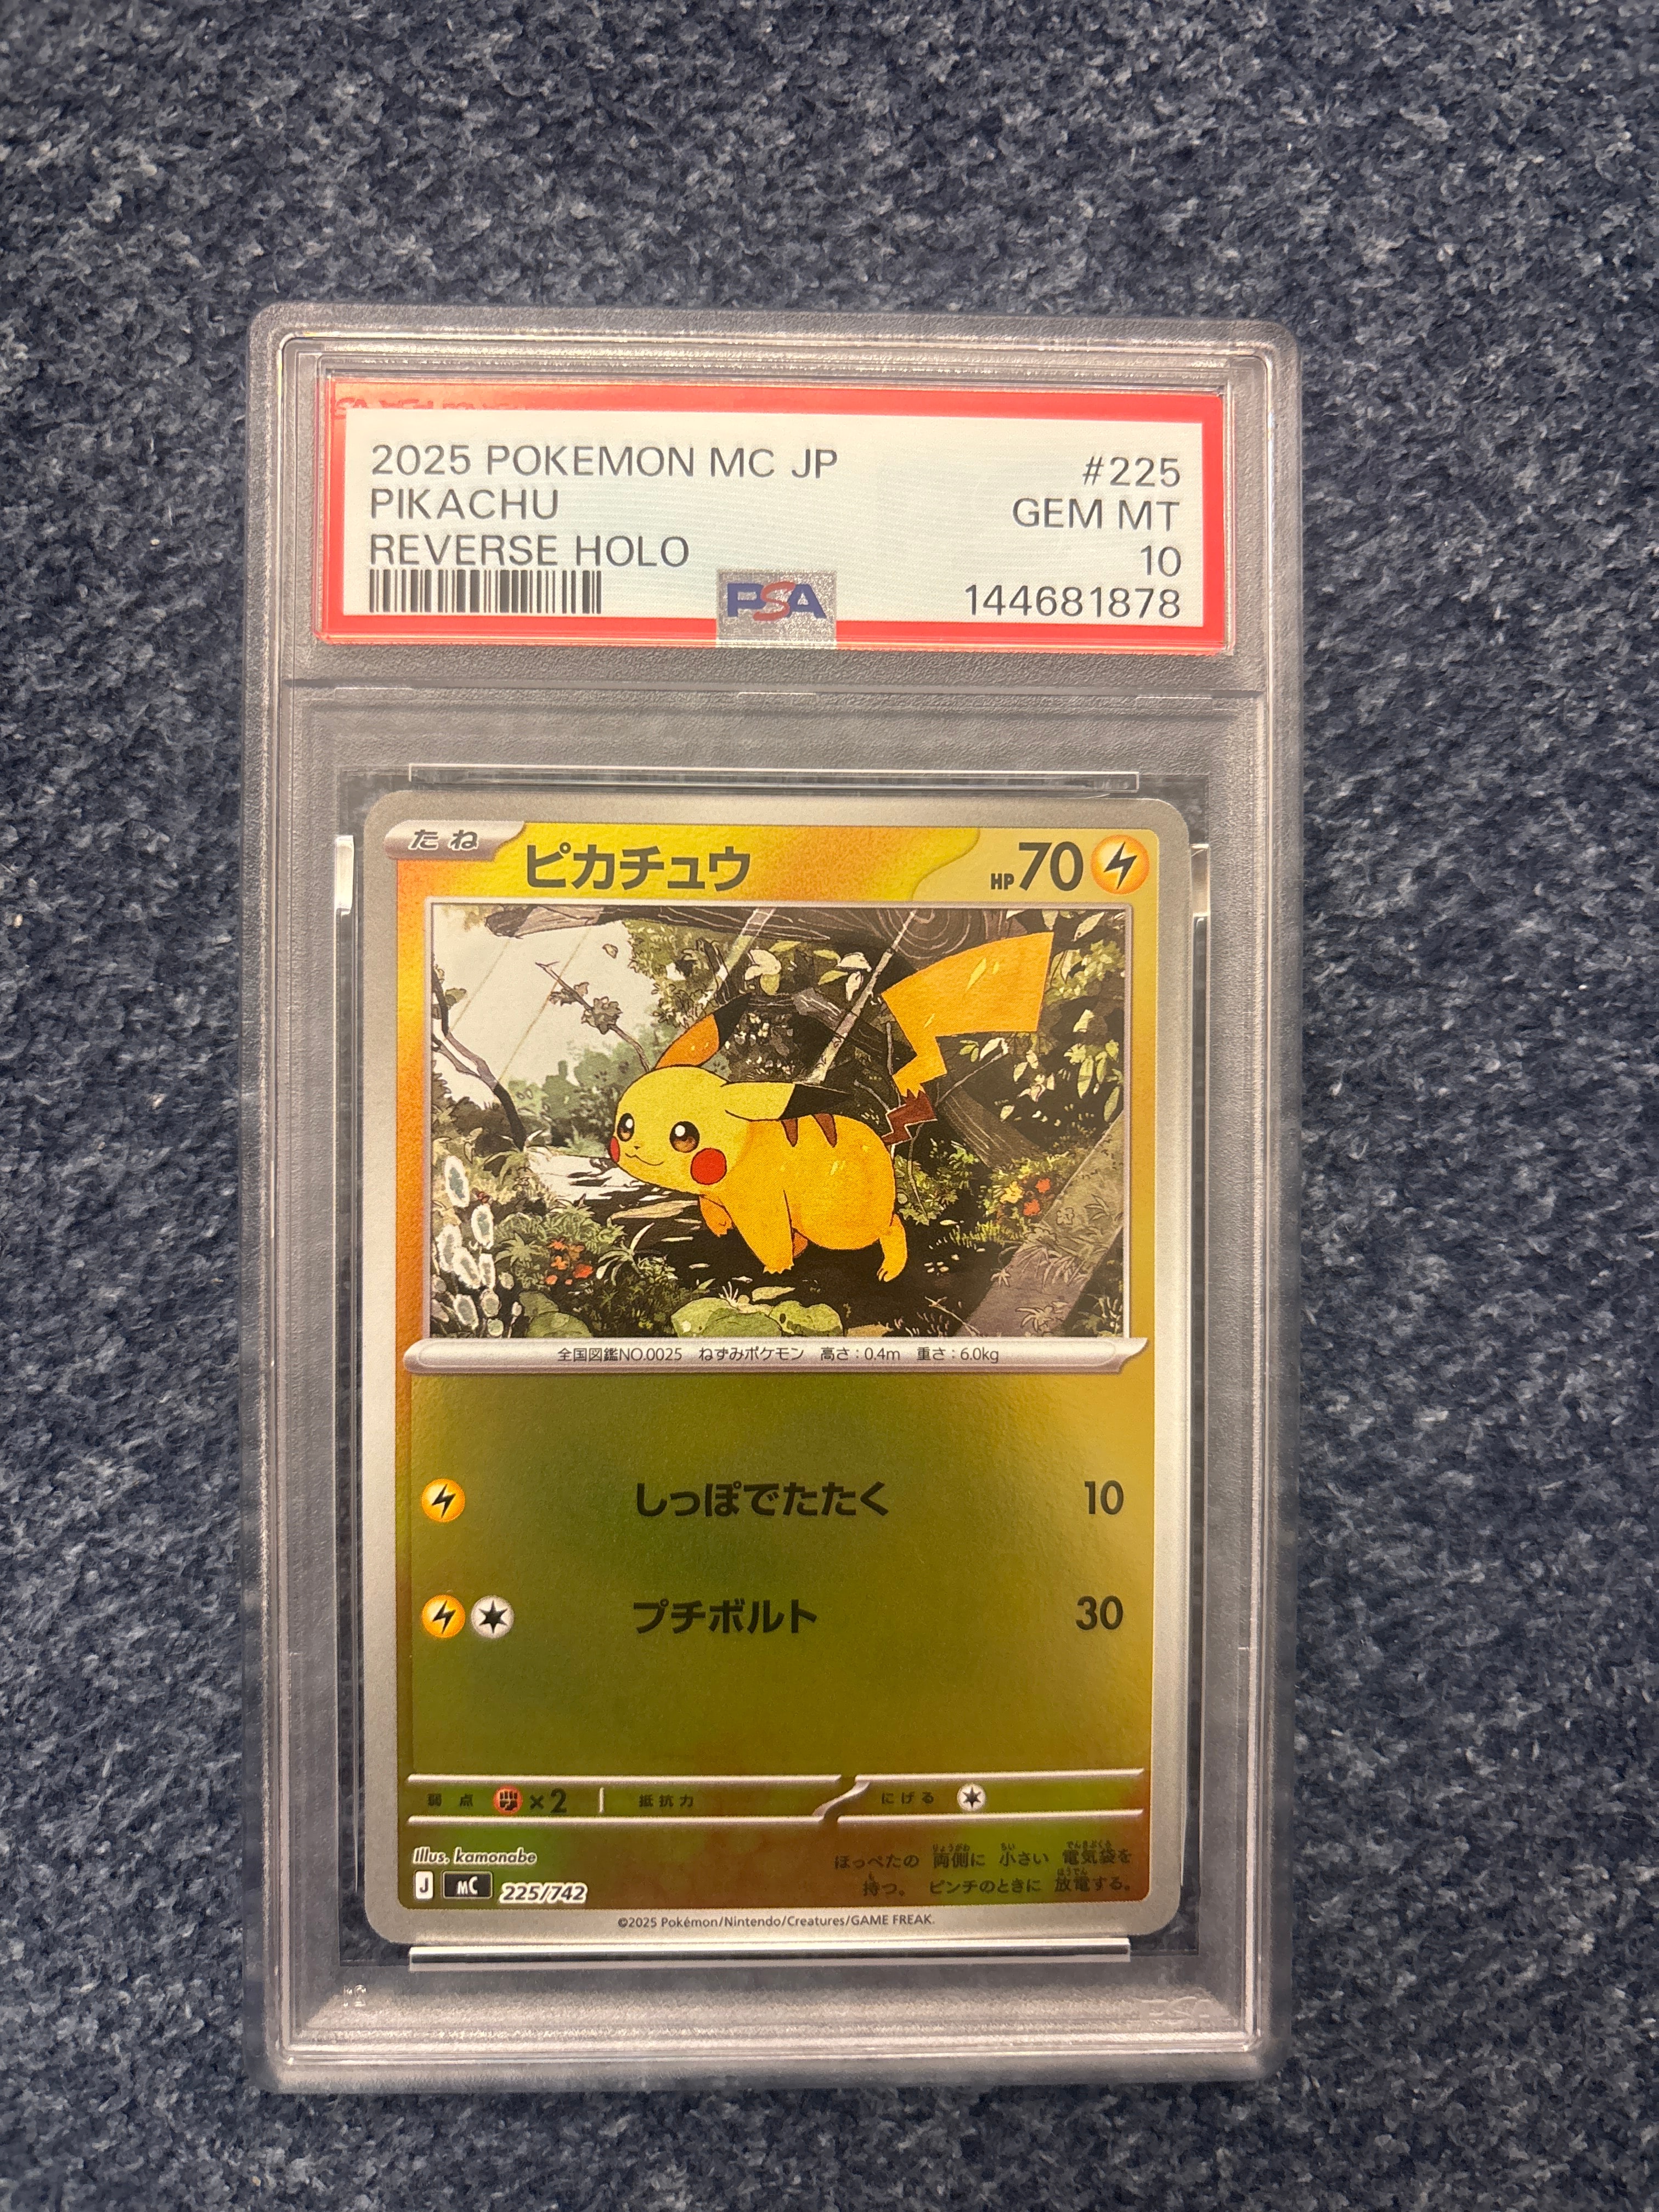 2025 POKEMON MC JP
#225
PIKACHU
GEM MT
REVERSE HOLO
10
PSA
144681878
たね
ピカチュウ
HP70
全国図鑑NO.0025 ねずみポケモン 高さ:0.4m 重さ:6.0kg
しっぽでたたく 10
プチボルト 30
弱点 ×2 抵抗力 にげる
Illus. kamonabe
ほっぺたの 両側に 小さい 電気袋を
持つ。 ピンチのときに 放電する。
J MC 225/742
©2025 Pokémon/Nintendo/Creatures/GAME FREAK.